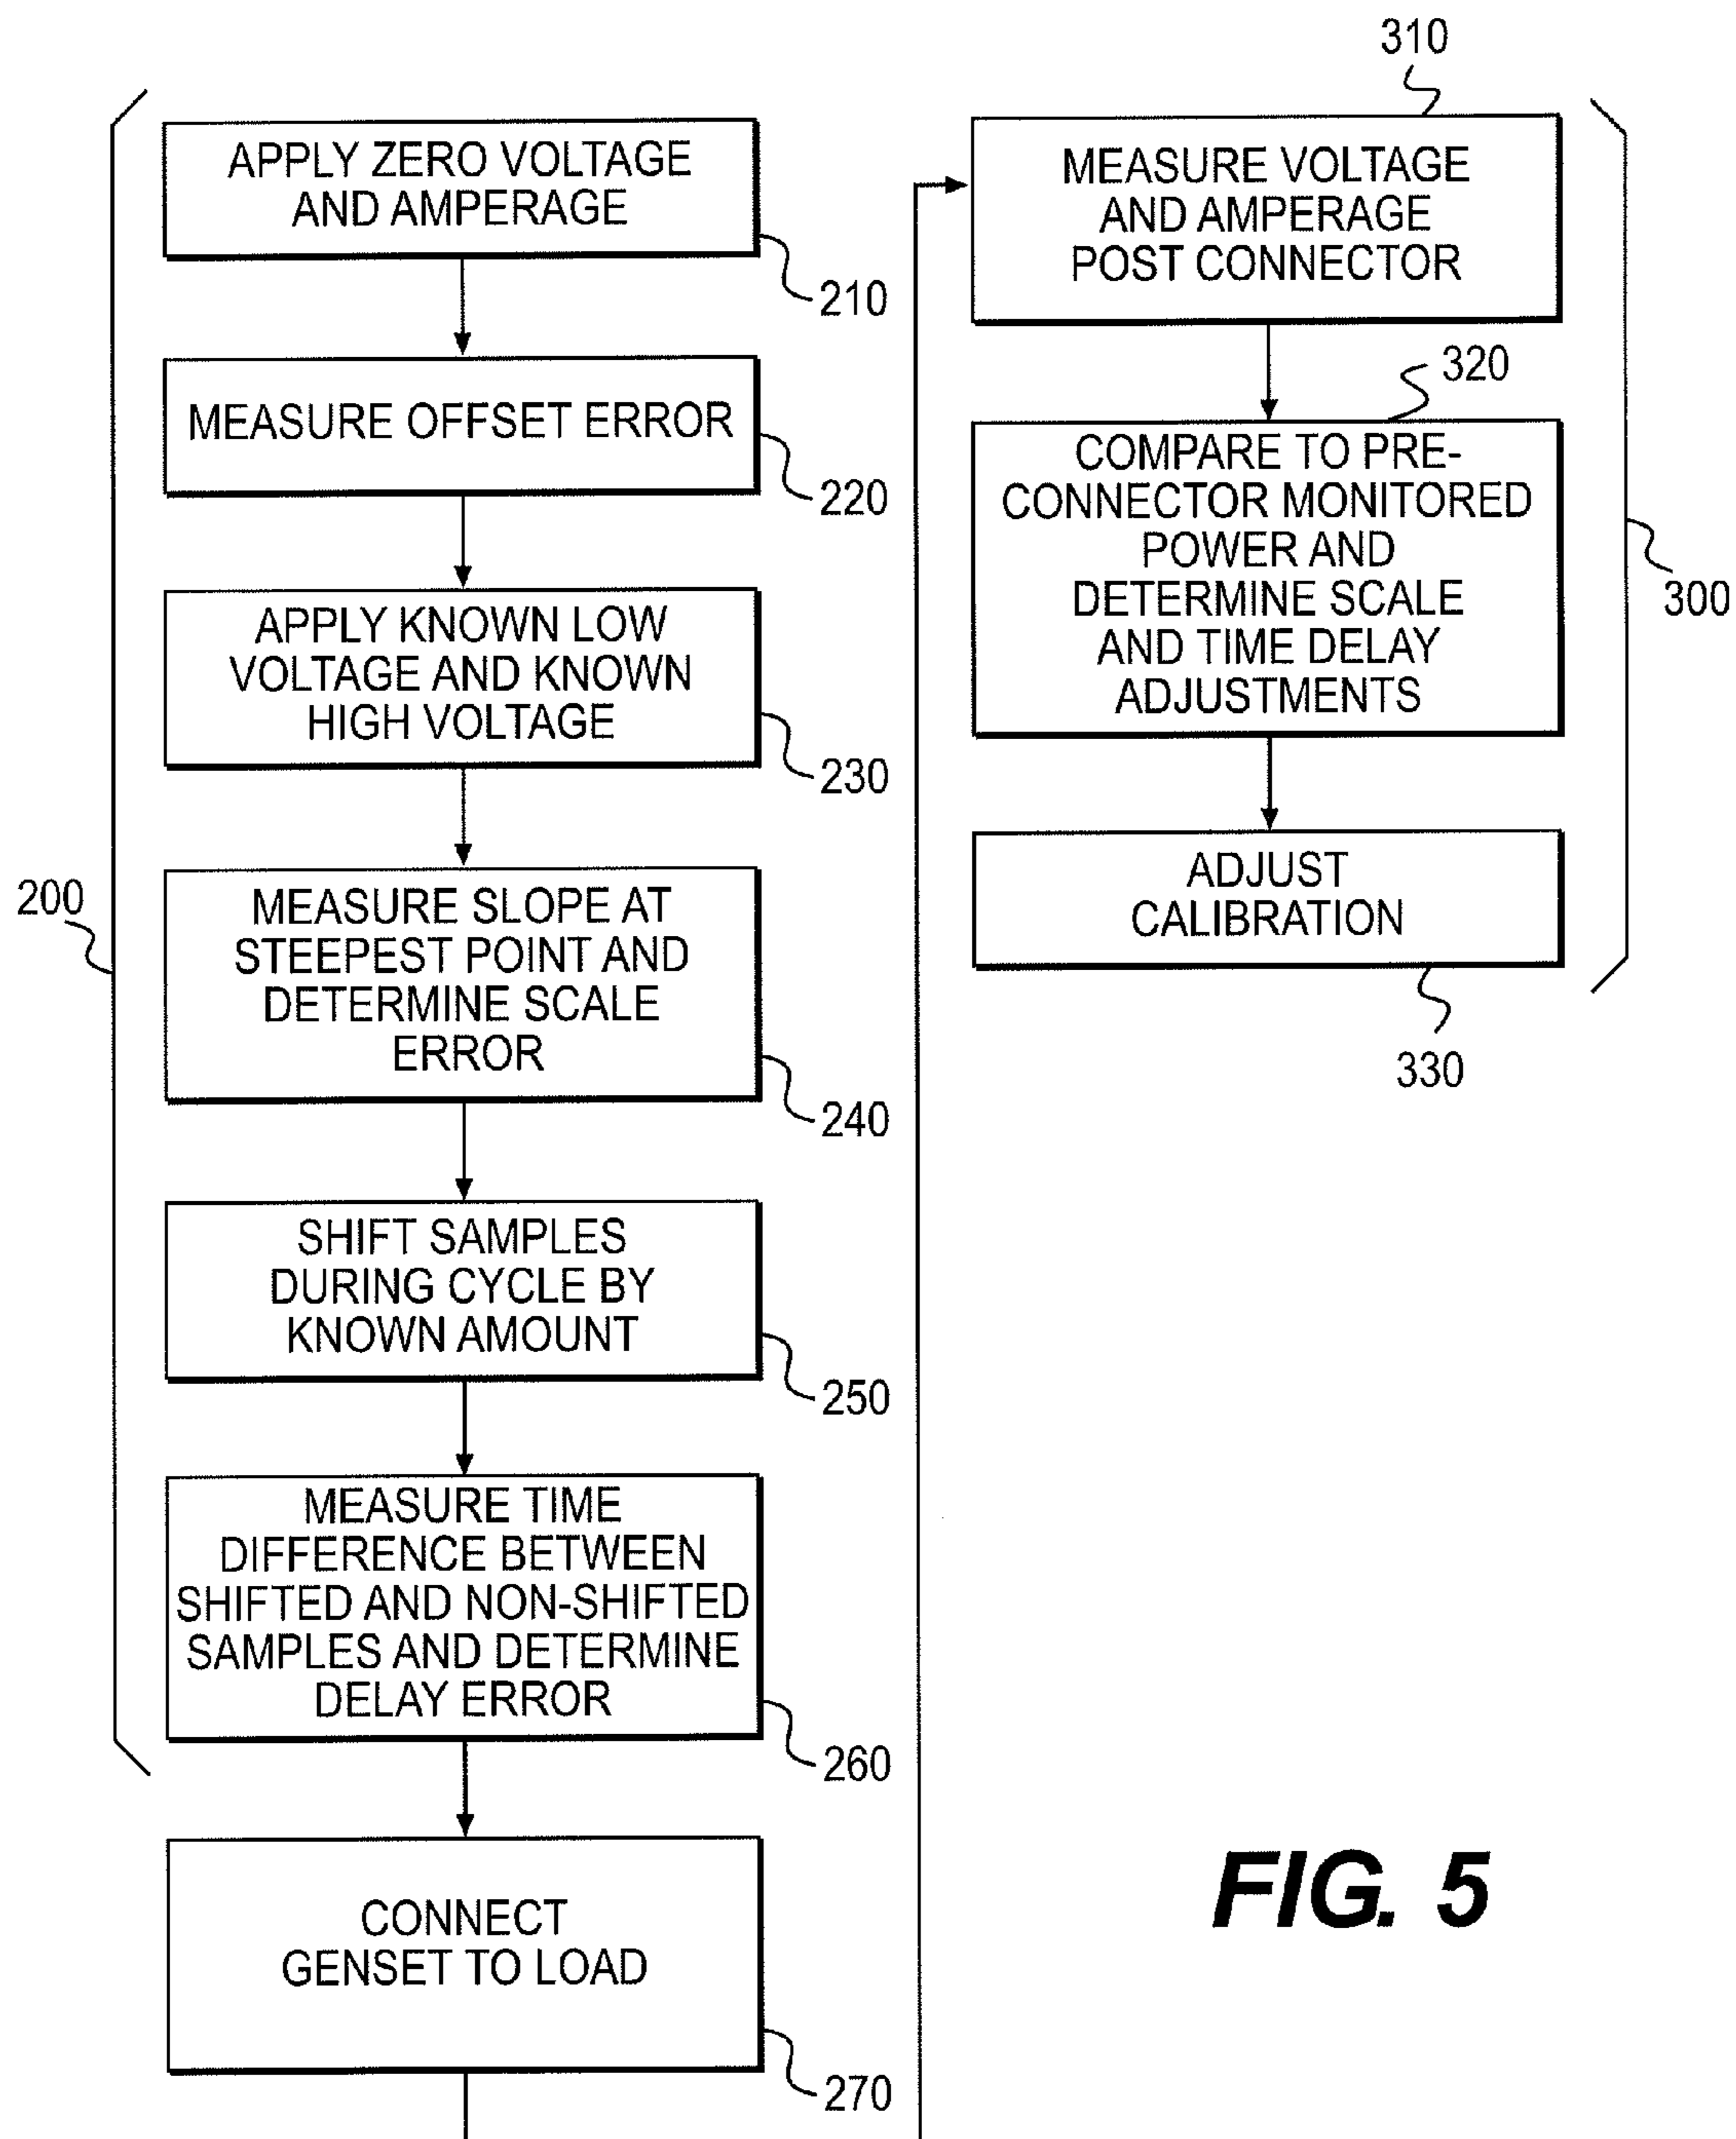 200
APPLY ZERO VOLTAGE
AND AMPERAGE
210
MEASURE OFFSET ERROR
220
APPLY KNOWN LOW
VOLTAGE AND KNOWN
HIGH VOLTAGE
230
MEASURE SLOPE AT
STEEPEST POINT AND
DETERMINE SCALE
ERROR
240
SHIFT SAMPLES
DURING CYCLE BY
KNOWN AMOUNT
250
MEASURE TIME
DIFFERENCE BETWEEN
SHIFTED AND NON-SHIFTED
SAMPLES AND DETERMINE
DELAY ERROR
260
CONNECT
GENSET TO LOAD
270
310
MEASURE VOLTAGE
AND AMPERAGE
POST CONNECTOR
320
COMPARE TO PRE-
CONNECTOR MONITORED
POWER AND
DETERMINE SCALE
AND TIME DELAY
ADJUSTMENTS
300
ADJUST
CALIBRATION
330
FIG. 5